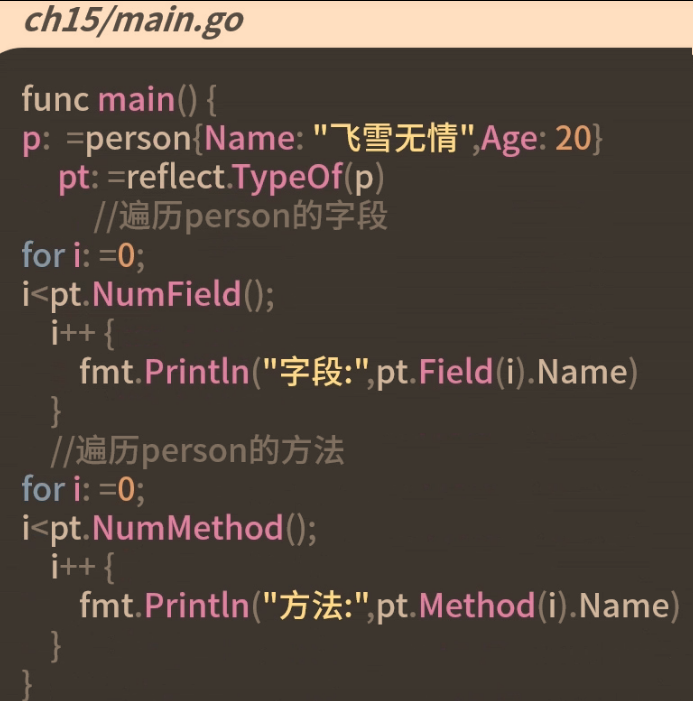 ch15/main.go
func main() {
p: =person{Name: "飞雪无情",Age: 20}
pt: =reflect.TypeOf(p)
//遍历person的字段
for i: =0;
i<pt.NumField();
i++ {
fmt.Println("字段:",pt.Field(i).Name)
}
//遍历person的方法
for i: =0;
i<pt.NumMethod();
i++ {
fmt.Println("方法:",pt.Method(i).Name)
}
}